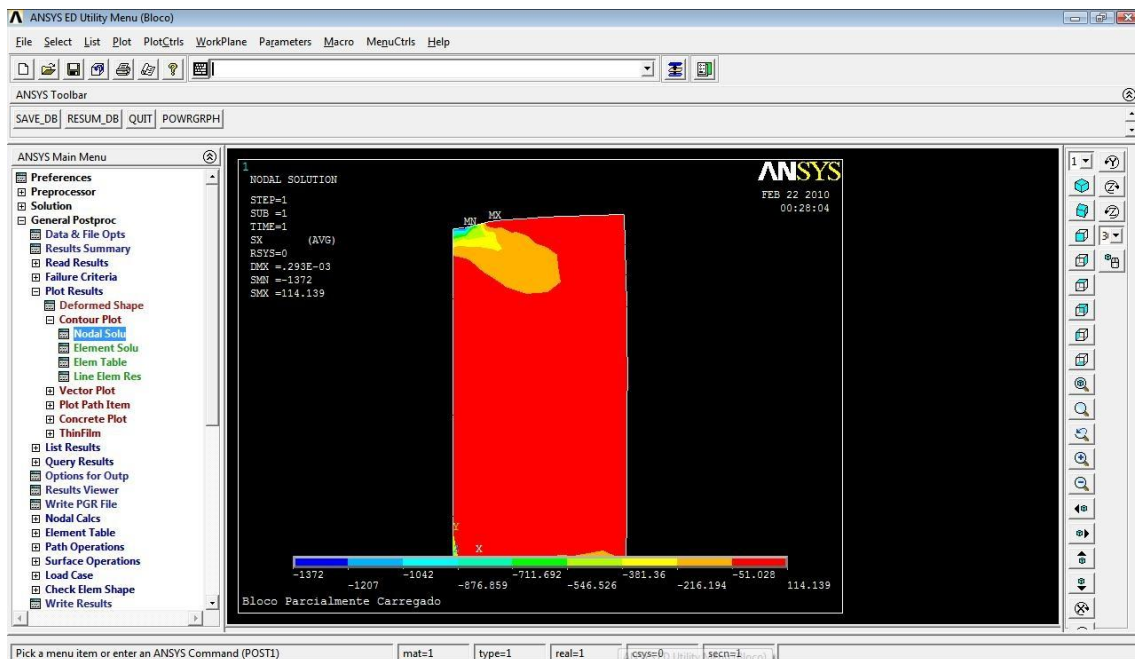 ANSYS ED Utility Menu (Bloco)
File Select List Plot PlotCtrls WorkPlane Parameters Macro MenuCtrls Help
ANSYS Toolbar
SAVE_DB RESUM_DB QUIT POWRGRPH
ANSYS Main Menu
Preferences
Preprocessor
Solution
General Postproc
Data & File Opts
Results Summary
Read Results
Failure Criteria
Plot Results
Deformed Shape
Contour Plot
Nodal Solu
Element Solu
Elem Table
Line Elem Res
Vector Plot
Plot Path Item
Concrete Plot
ThinFilm
List Results
Query Results
Options for Outp
Results Viewer
Write PGR File
Nodal Calcs
Element Table
Path Operations
Surface Operations
Load Case
Check Elem Shape
Write Results
1
NODAL SOLUTION
STEP=1
SUB =1
TIME=1
SX (AVG)
RSYS=0
DMX =.293E-03
SMN =-1372
SMX =114.139
ANSYS
FEB 22 2010
00:28:04
MN MX
Y
X
-1372 -1042 -711.692 -381.36 -51.028
-1207 -876.859 -546.526 -216.194 114.139
Bloco Parcialmente Carregado
1
Pick a menu item or enter an ANSYS Command (POST1) mat=1 type=1 real=1 csys=0 secn=1